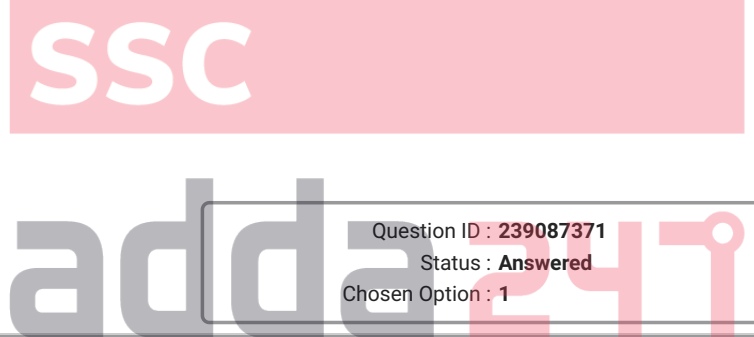 SSC
adda247
Question ID : 239087371
Status : Answered
Chosen Option : 1